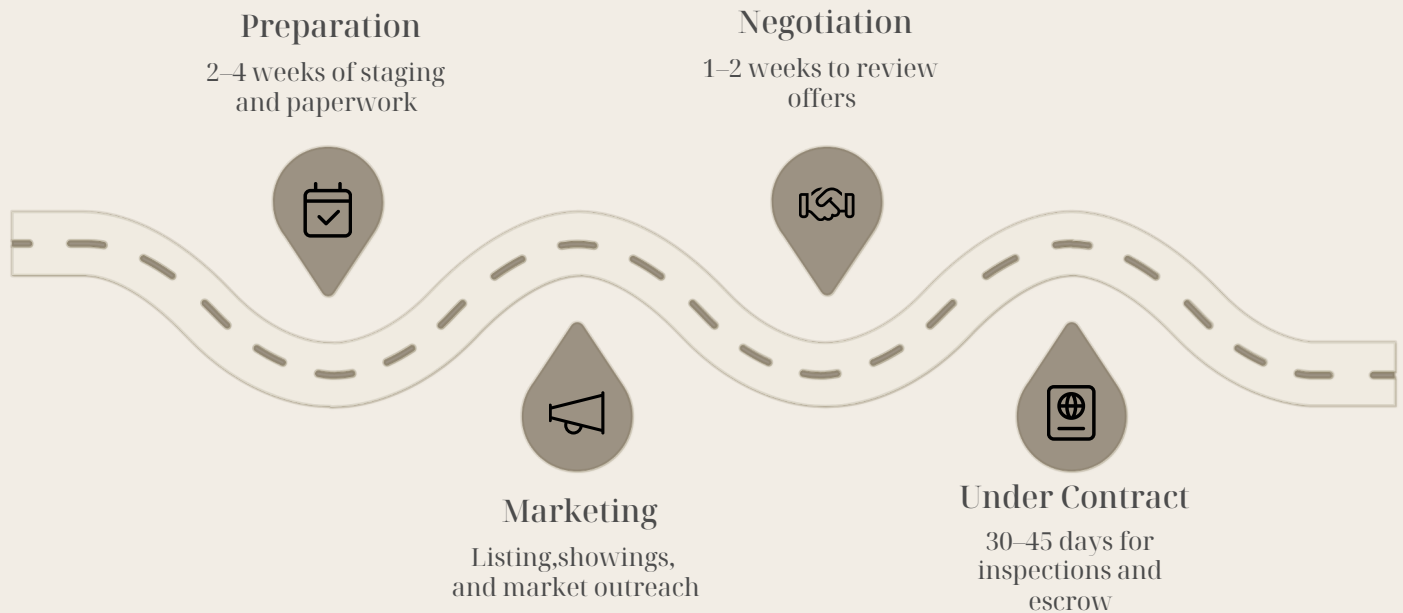 Preparation
2–4 weeks of staging
and paperwork
Negotiation
1–2 weeks to review
offers
Marketing
Listing,showings,
and market outreach
Under Contract
30–45 days for
inspections and
escrow